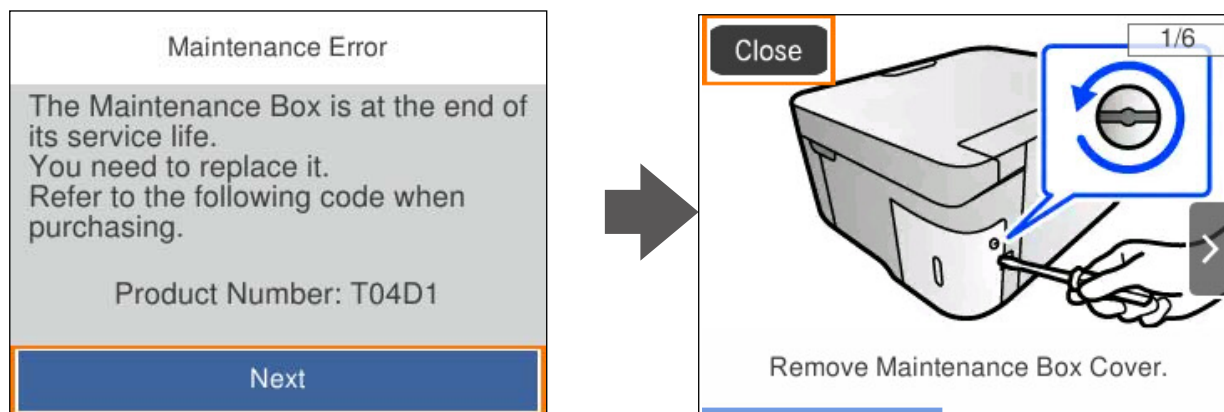 Maintenance Error
The Maintenance Box is at the end of
its service life.
You need to replace it.
Refer to the following code when
purchasing.
Product Number: T04D1
Next
Close
1/6
Remove Maintenance Box Cover.